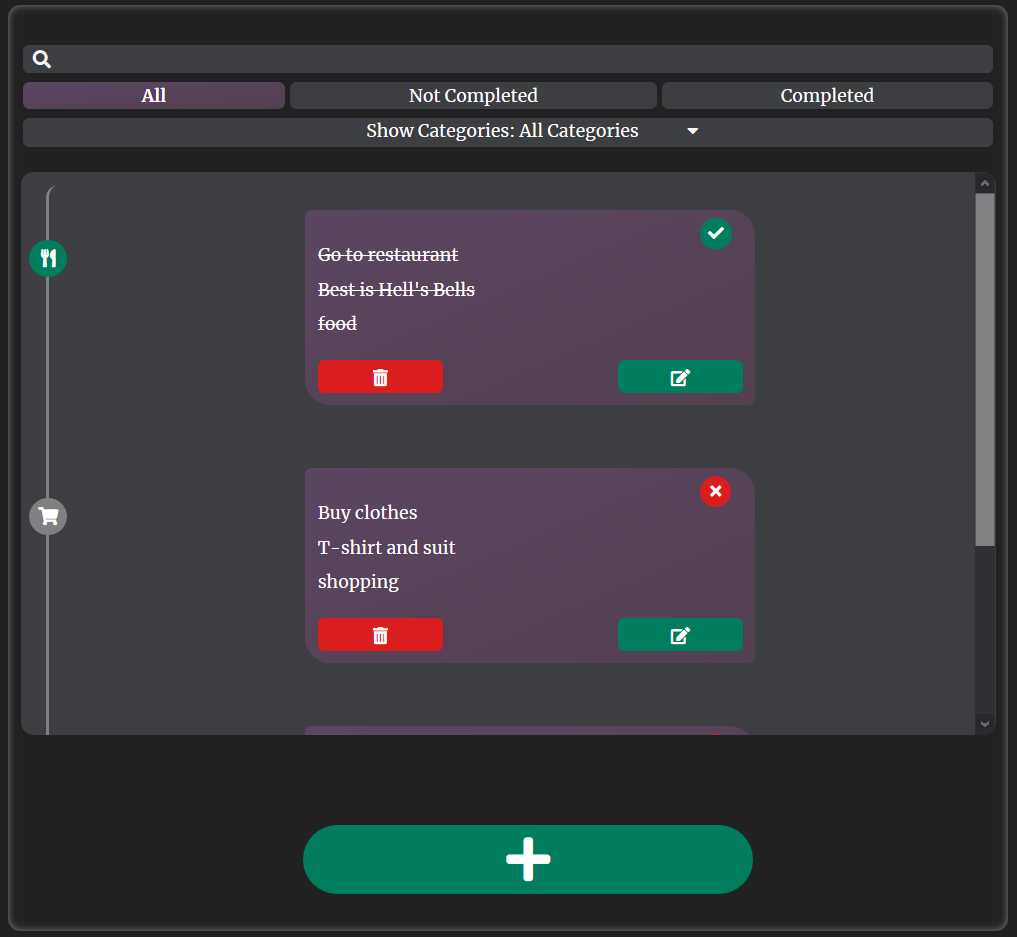 All
Not Completed
Completed
Show Categories: All Categories
Go to restaurant
Best is Hell's Bells
food
Buy clothes
T-shirt and suit
shopping